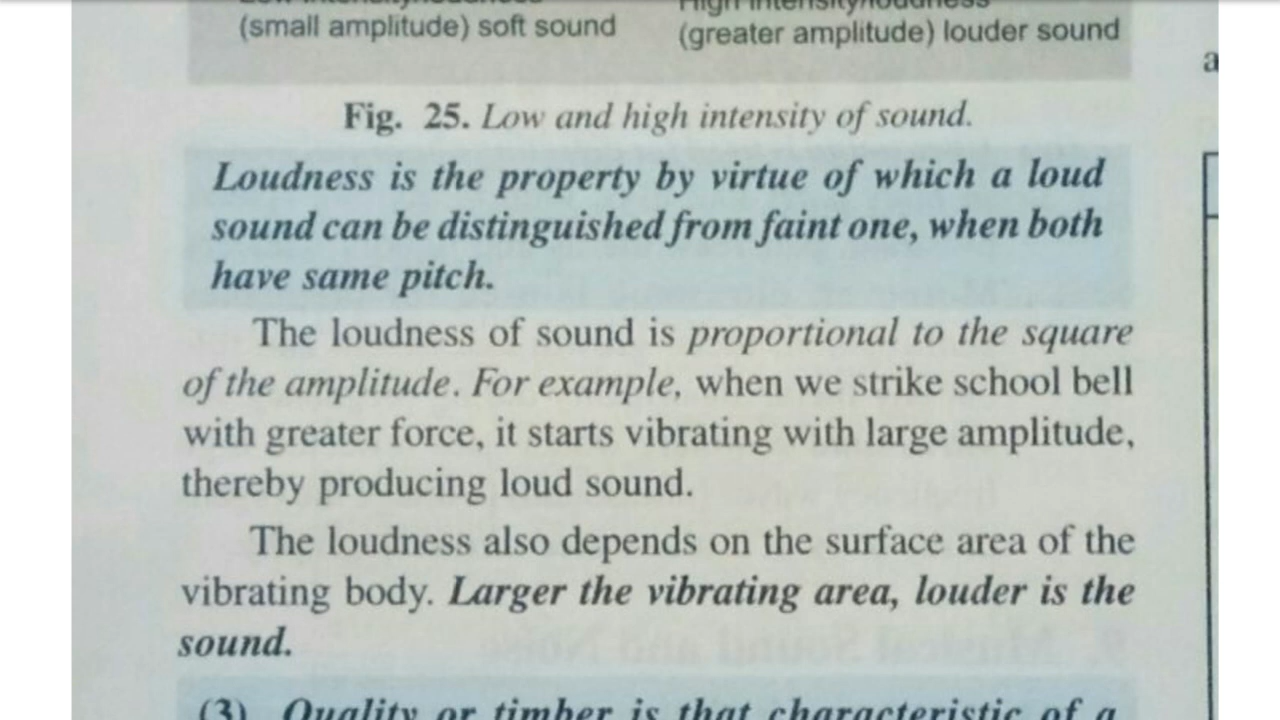 (small amplitude) soft sound
(greater amplitude) louder sound
a
Fig. 25. Low and high intensity of sound.
Loudness is the property by virtue of which a loud
sound can be distinguished from faint one, when both
have same pitch.
The loudness of sound is proportional to the square
of the amplitude. For example, when we strike school bell
with greater force, it starts vibrating with large amplitude,
thereby producing loud sound.
The loudness also depends on the surface area of the
vibrating body. Larger the vibrating area, louder is the
sound.
(3) Quality or timber is that characteristic of a